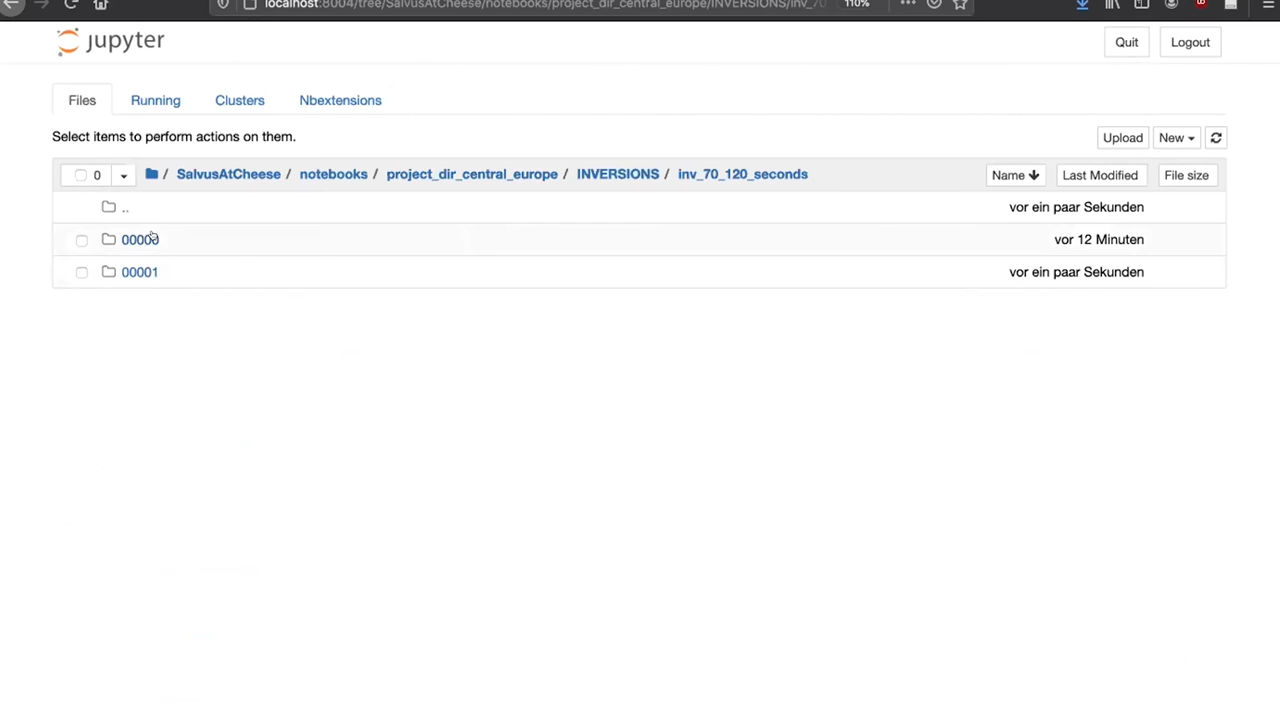 localhost:8004/tree/SalvusAtCheese/notebooks/project_dir_central_europe/INVERSIONS/inv_70 110%
jupyter Quit Logout
Files Running Clusters Nbextensions
Select items to perform actions on them. Upload New
0 / SalvusAtCheese / notebooks / project_dir_central_europe / INVERSIONS / inv_70_120_seconds Name Last Modified File size
.. vor ein paar Sekunden
00000 vor 12 Minuten
00001 vor ein paar Sekunden